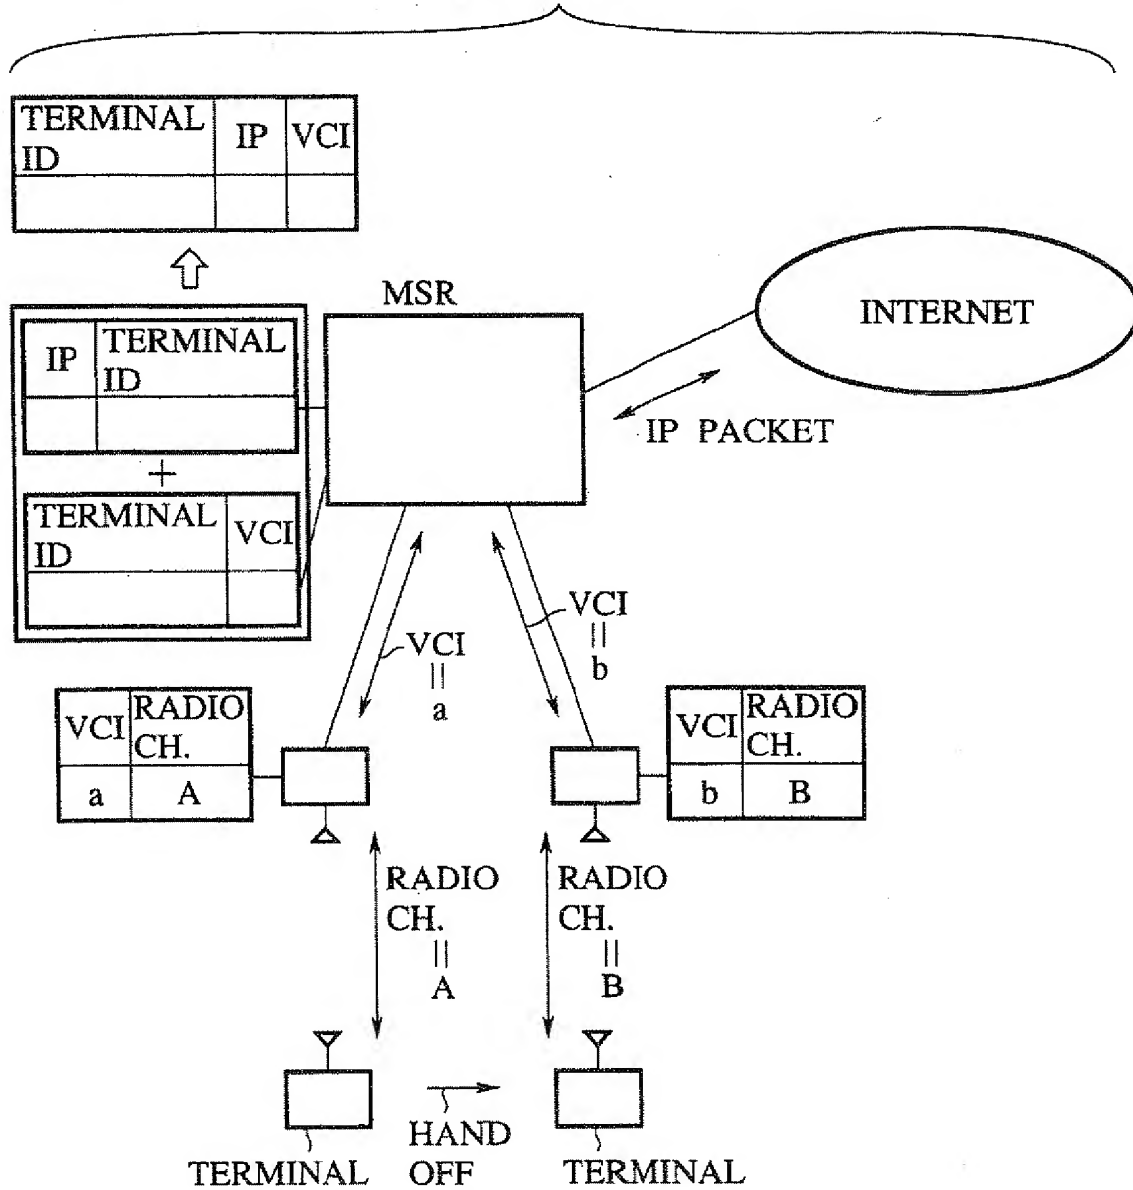 TERMINAL ID
IP
VCI
MSR
INTERNET
IP
TERMINAL ID
IP PACKET
+
TERMINAL ID
VCI
VCI
||
a
VCI
||
b
VCI
RADIO CH.
a
A
VCI
RADIO CH.
b
B
RADIO
CH.
||
A
RADIO
CH.
||
B
HAND
OFF
TERMINAL
TERMINAL